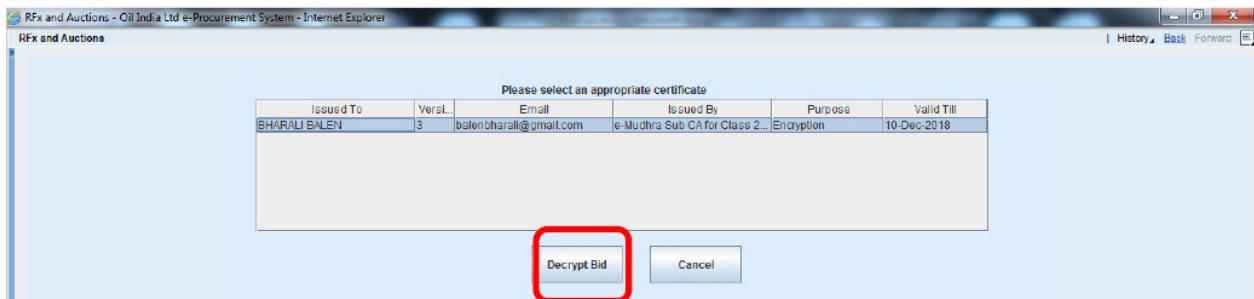 RFx and Auctions - Oil India Ltd e-Procurement System - Internet Explorer
RFx and Auctions | History Back Forward
Please select an appropriate certificate
Issued To Versi... Email Issued By Purpose Valid Till
BHARALI BALEN 3 balenbharali@gmail.com e-Mudhra Sub CA for Class 2... Encryption 10-Dec-2018
Decrypt Bid Cancel